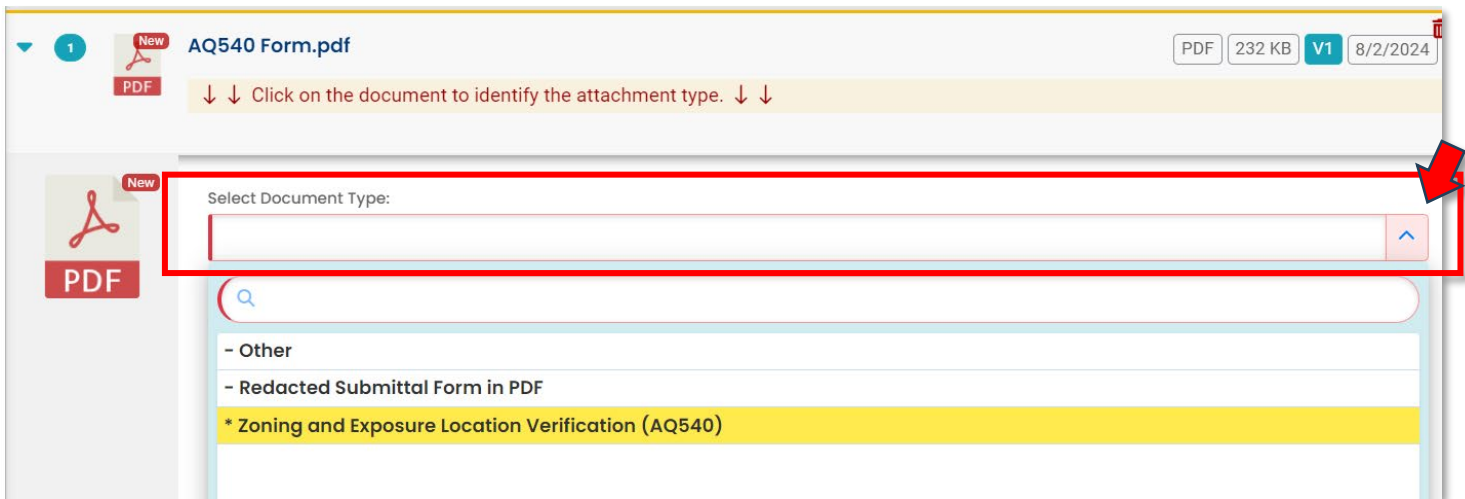 1
New
PDF
AQ540 Form.pdf
PDF 232 KB V1 8/2/2024
↓ ↓ Click on the document to identify the attachment type. ↓ ↓
New
PDF
Select Document Type:
- Other
- Redacted Submittal Form in PDF
* Zoning and Exposure Location Verification (AQ540)